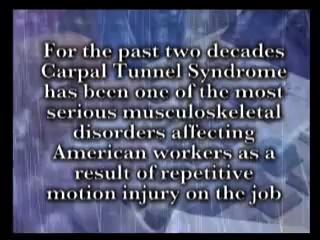 For the past two decades
Carpal Tunnel Syndrome
has been one of the most
serious musculoskeletal
disorders affecting
American workers as a
result of repetitive
motion injury on the job